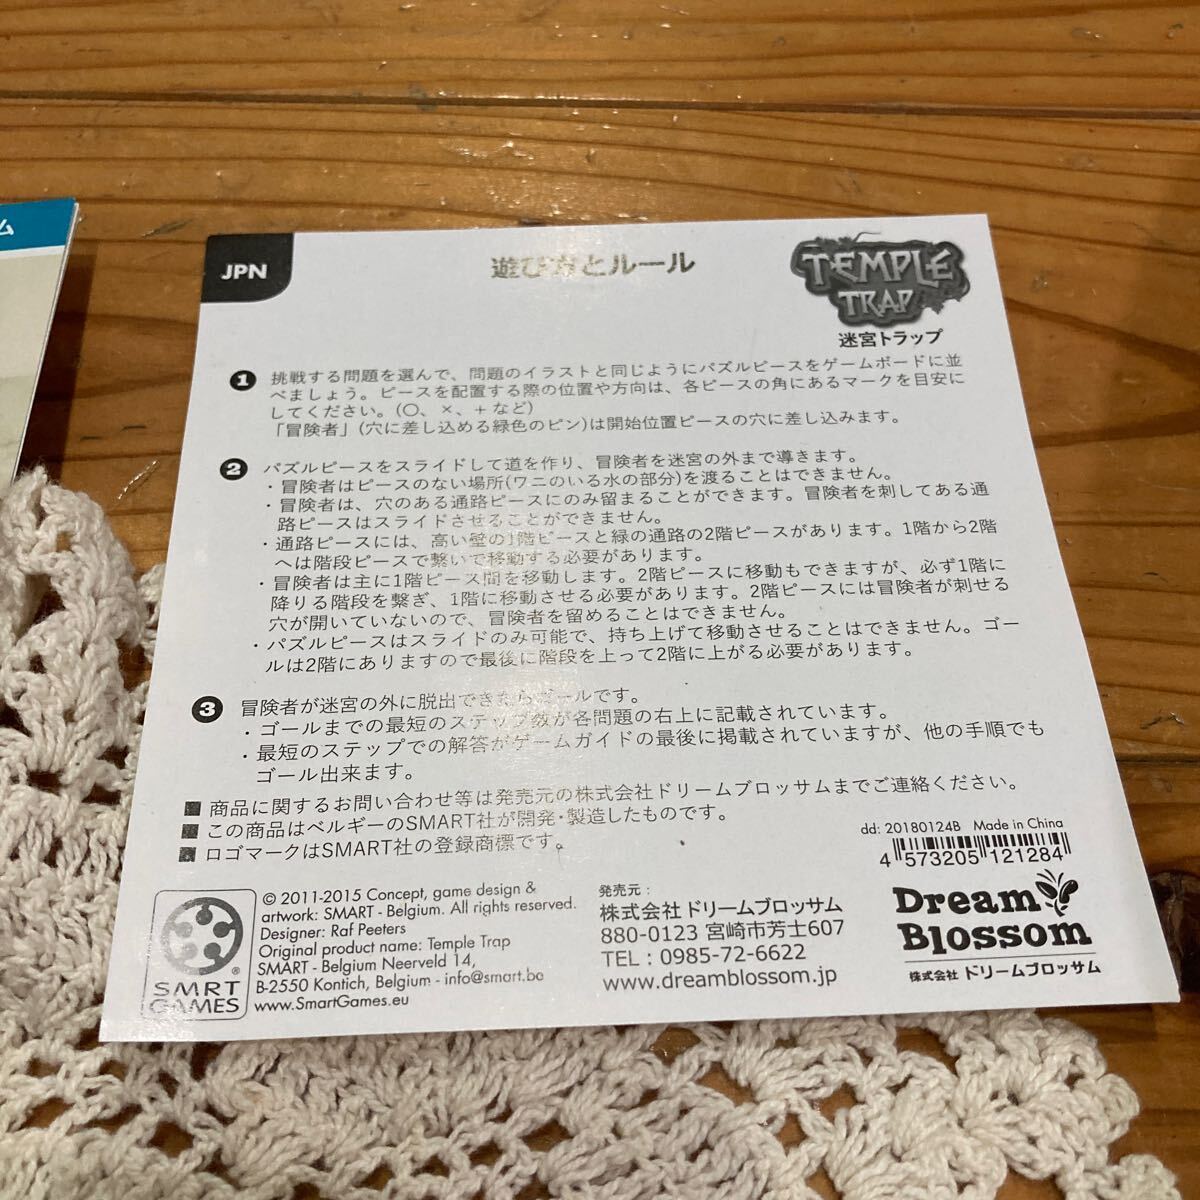 ム
JPN
遊び方とルール
TEMPLE
TRAP
迷宮トラップ
1 挑戦する問題を選んで、問題のイラストと同じようにパズルピースをゲームボードに並
べましょう。ピースを配置する際の位置や方向は、各ピースの角にあるマークを目安に
してください。(〇、×、+ など)
「冒険者」(穴に差し込める緑色のピン)は開始位置ピースの穴に差し込みます。
2 パズルピースをスライドして道を作り、冒険者を迷宮の外まで導きます。
・冒険者はピースのない場所(ワニのいる水の部分)を渡ることはできません。
・冒険者は、穴のある通路ピースにのみ留まることができます。冒険者を刺してある通
路ピースはスライドさせることができません。
・通路ピースには、高い壁の1階ピースと緑の通路の2階ピースがあります。1階から2階
へは階段ピースで繋いで移動する必要があります。
・冒険者は主に1階ピース間を移動します。2階ピースに移動もできますが、必ず1階に
降りる階段を繋ぎ、1階に移動させる必要があります。2階ピースには冒険者が刺せる
穴が開いていないので、冒険者を留めることはできません。
・パズルピースはスライドのみ可能で、持ち上げて移動させることはできません。ゴー
ルは2階にありますので最後に階段を上って2階に上がる必要があります。
3 冒険者が迷宮の外に脱出できたらゴールです。
・ゴールまでの最短のステップ数が各問題の右上に記載されています。
・最短のステップでの解答がゲームガイドの最後に掲載されていますが、他の手順でも
ゴール出来ます。
■ 商品に関するお問い合わせ等は発売元の株式会社ドリームブロッサムまでご連絡ください。
■ この商品はベルギーのSMART社が開発・製造したものです。
■ ロゴマークはSMART社の登録商標です。
dd: 20180124B Made in China
4 573205 121284
SMRT
GAMES
®
© 2011-2015 Concept, game design &
artwork: SMART - Belgium. All rights reserved.
Designer: Raf Peeters
Original product name: Temple Trap
SMART - Belgium Neerveld 14,
B-2550 Kontich, Belgium - info@smart.be
www.SmartGames.eu
発売元：
株式会社 ドリームブロッサム
880-0123 宮崎市芳士607
TEL：0985-72-6622
www.dreamblossom.jp
Dream
Blossom
株式会社 ドリームブロッサム